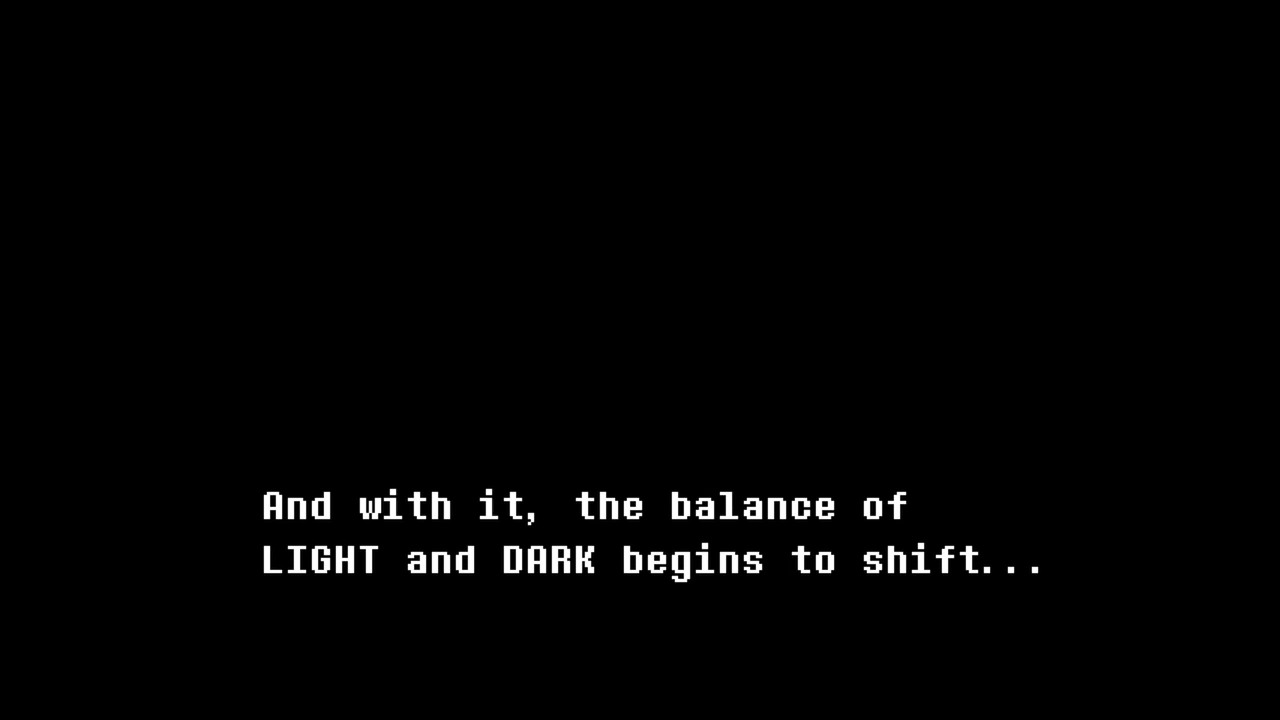 And with it, the balance of
LIGHT and DARK begins to shift...